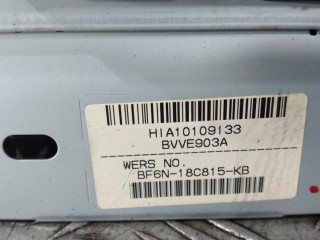 HIA10109133
BVVE903A
WERS NO.
BF6N-18C815-KB